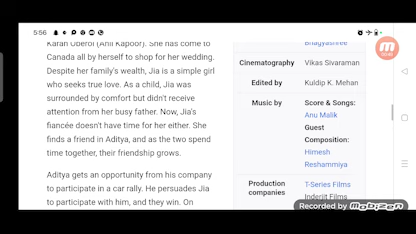 5:56
Karan Oberoi (Anil Kapoor). She has come to
Canada all by herself to shop for her wedding.
Despite her family's wealth, Jia is a simple girl
who seeks true love. As a child, Jia was
surrounded by comfort but didn't receive
attention from her busy father. Now, Jia's
fiancée doesn't have time for her either. She
finds a friend in Aditya, and as the two spend
time together, their friendship grows.
Aditya gets an opportunity from his company
to participate in a car rally. He persuades Jia
to participate with him, and they win. On
Bhagyashree
Cinematography Vikas Sivaraman
Edited by Kuldip K. Mehan
Music by Score & Songs:
Anu Malik
Guest
Composition:
Himesh
Reshammiya
Production T-Series Films
companies Inderjit Films
Recorded by MOBIZEN